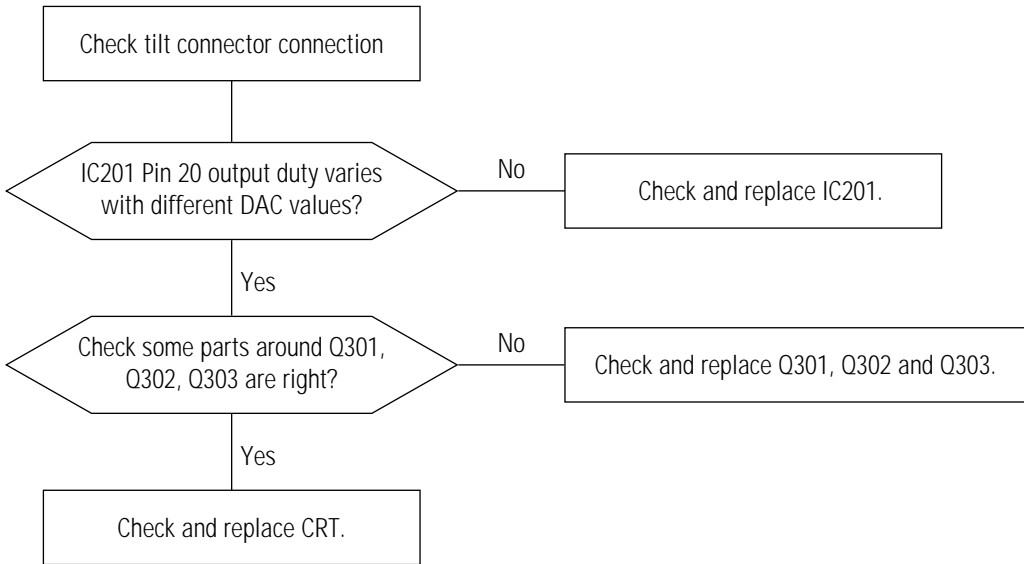 Check tilt connector connection
IC201 Pin 20 output duty varies
with different DAC values?
No
Check and replace IC201.
Yes
Check some parts around Q301,
Q302, Q303 are right?
No
Check and replace Q301, Q302 and Q303.
Yes
Check and replace CRT.